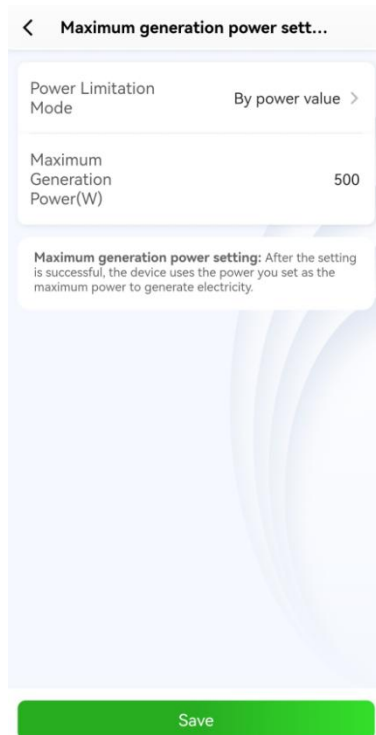 Maximum generation power sett...
Power Limitation
Mode
By power value
Maximum
Generation
Power(W)
500
Maximum generation power setting: After the setting
is successful, the device uses the power you set as the
maximum power to generate electricity.
Save